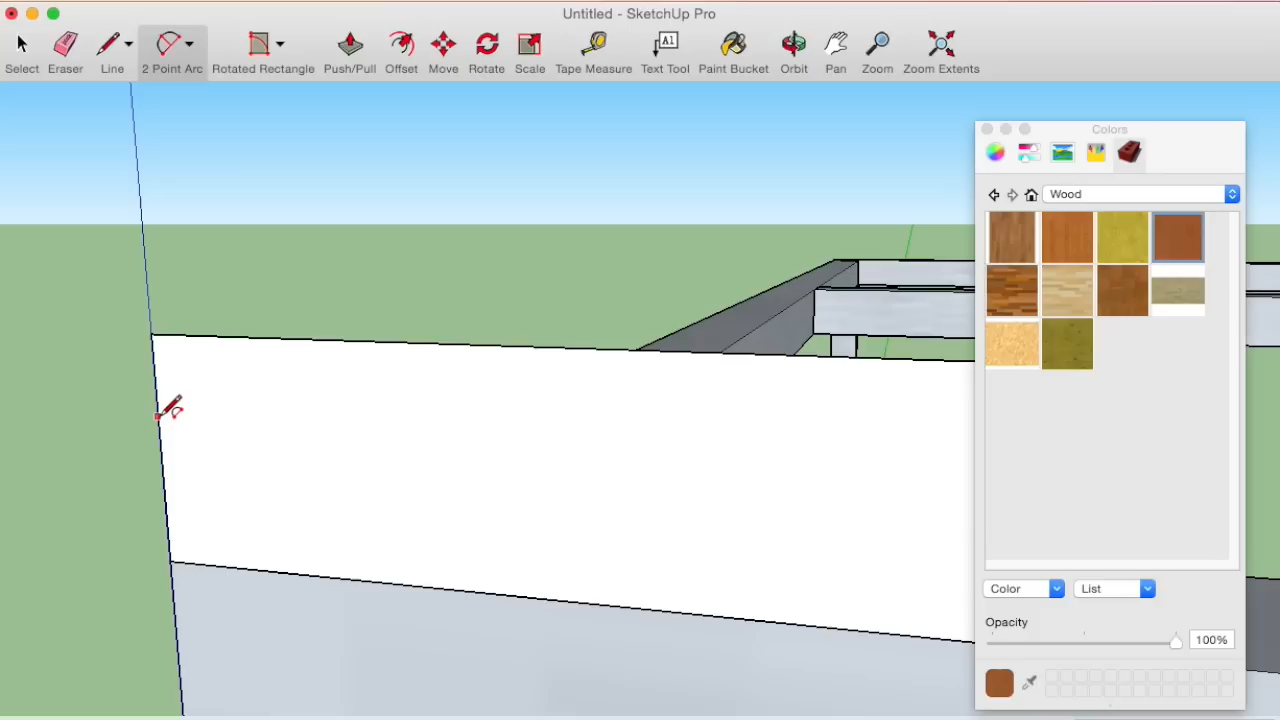 Untitled - SketchUp Pro
A1
Select Eraser Line 2 Point Arc Rotated Rectangle Push/Pull Offset Move Rotate Scale Tape Measure Text Tool Paint Bucket Orbit Pan Zoom Zoom Extents
Colors
Wood
Color List
Opacity
100%